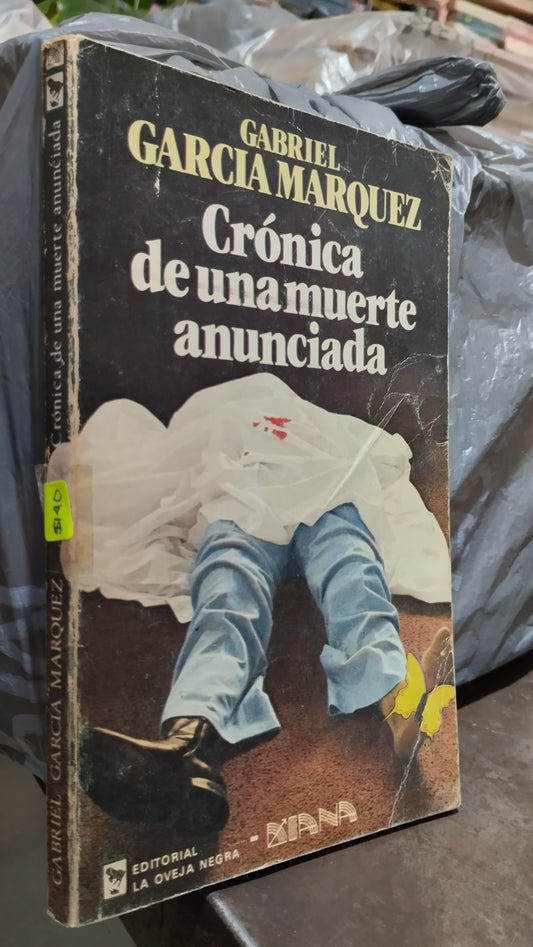 GABRIEL
GARCIA MARQUEZ
Crónica
de una muerte
anunciada
EDITORIAL
LA OVEJA NEGRA
- DIANA
Crónica de una muerte anunciada
GABRIEL GARCIA MARQUEZ
$140